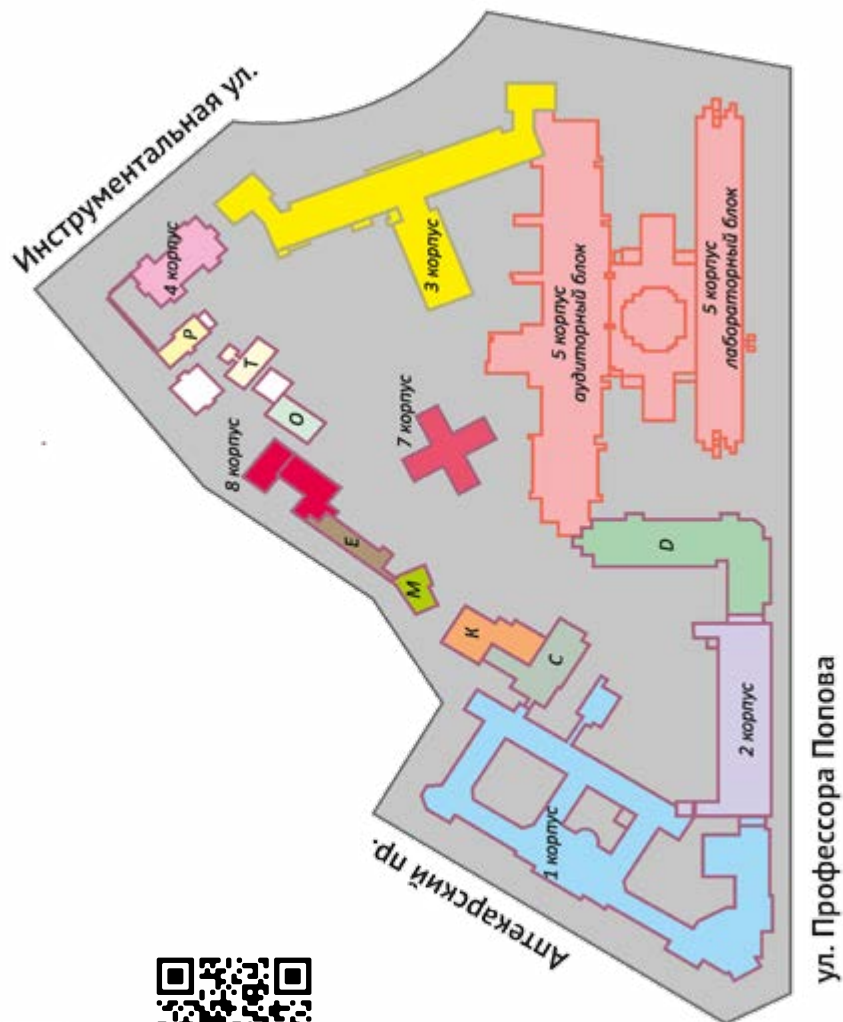 Инструментальная ул.
4 корпус
Р
Т
О
3 корпус
8 корпус
7 корпус
Е
М
К
С
5 корпус
аудиторный блок
5 корпус
лабораторный блок
D
2 корпус
1 корпус
Аптекарский пр.
ул. Профессора Попова